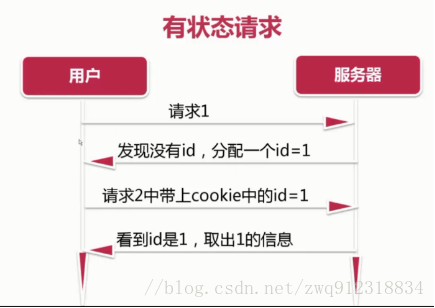 有状态请求
用户
服务器
请求1
发现没有id，分配一个id=1
请求2中带上cookie中的id=1
看到id是1，取出1的信息
//blog.csdn.net/zwq912318834